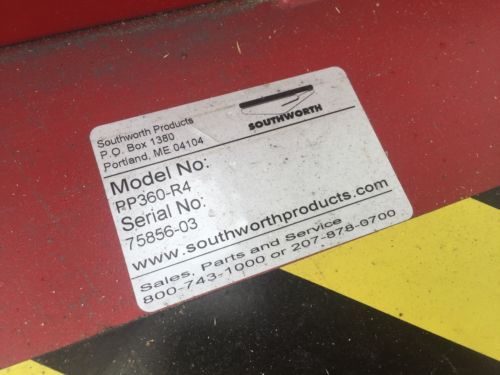 Southworth Products
P.O. Box 1380
Portland, ME 04104
SOUTHWORTH
Model No:
PP360-R4
Serial No:
75856-03
www.southworthproducts.com
Sales, Parts and Service
800-743-1000 or 207-878-0700